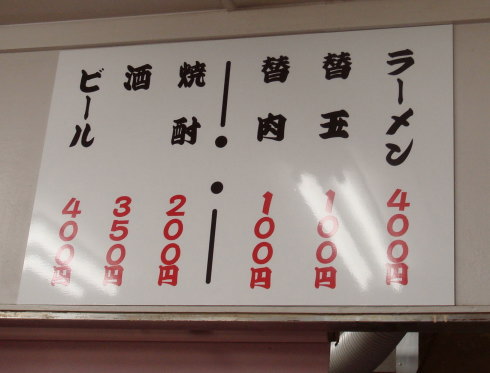 ラーメン 400円
替玉 100円
替肉 100円
焼酎 200円
酒 350円
ビール 400円